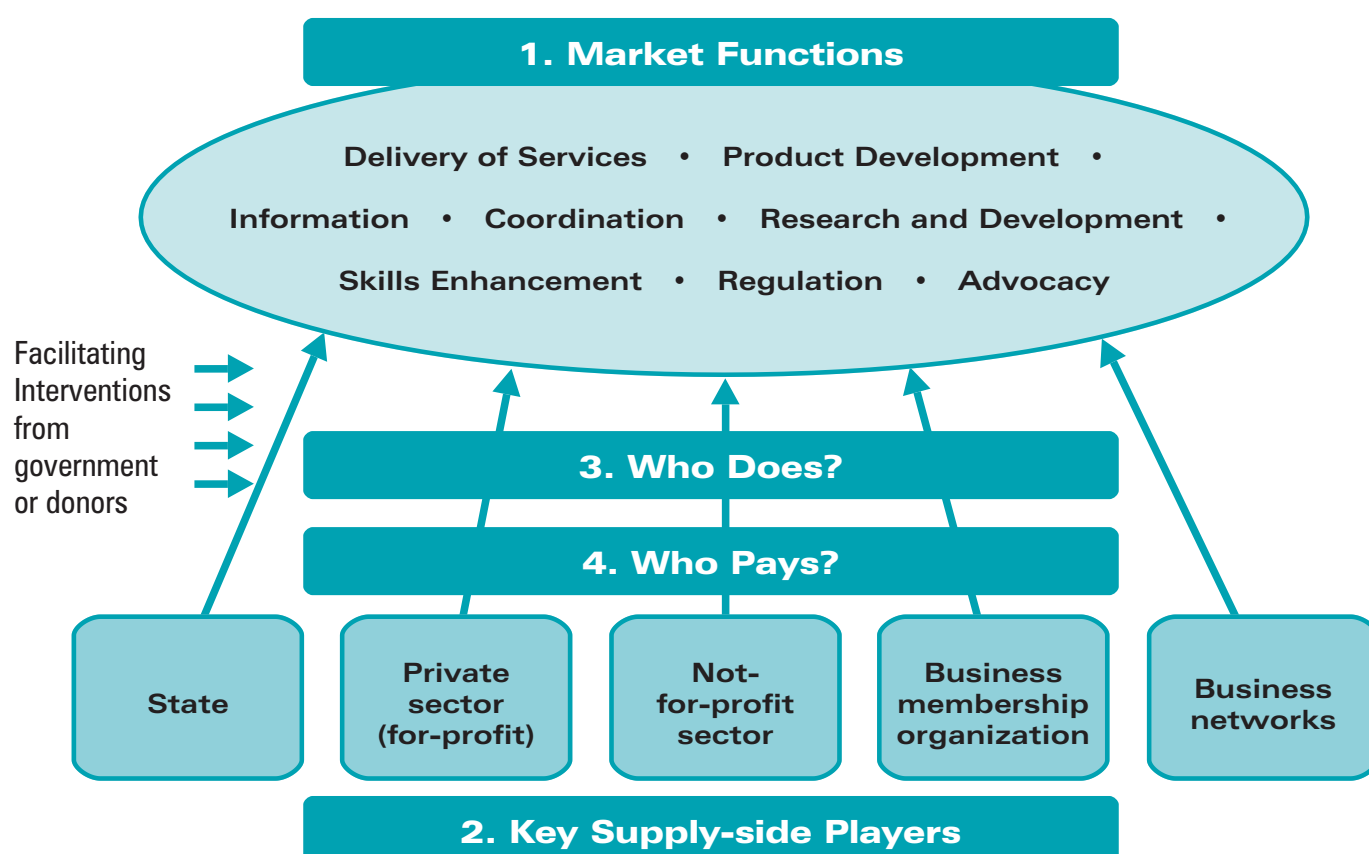 1. Market Functions
Delivery of Services • Product Development •
Information • Coordination • Research and Development •
Skills Enhancement • Regulation • Advocacy
Facilitating
Interventions
from
government
or donors
3. Who Does?
4. Who Pays?
State
Private
sector
(for-profit)
Not-
for-profit
sector
Business
membership
organization
Business
networks
2. Key Supply-side Players